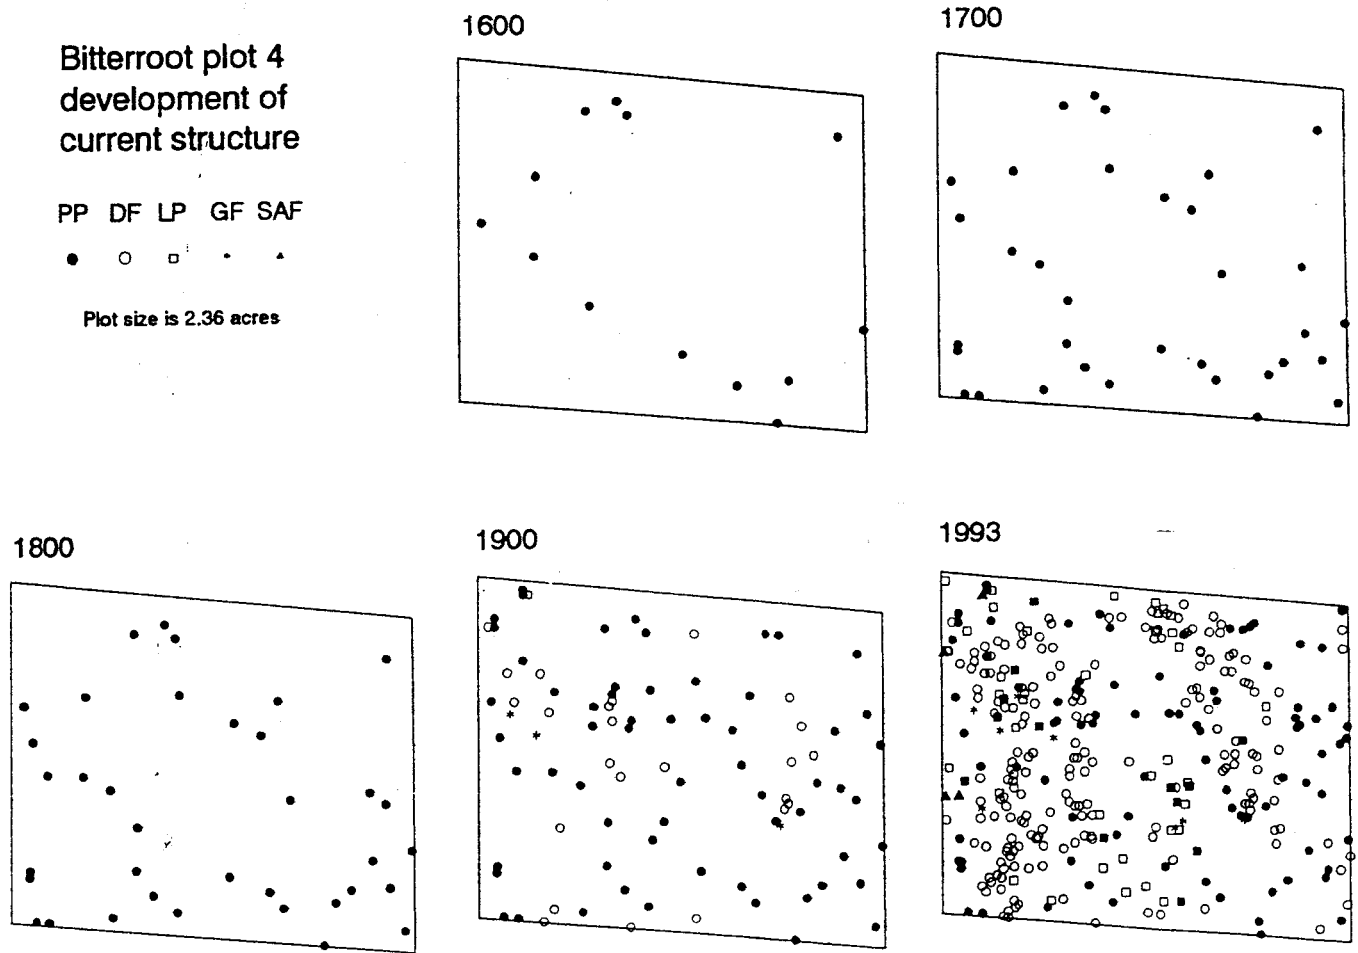 Bitterroot plot 4
development of
current structure
PP DF LP GF SAF
Plot size is 2.36 acres
1600
1700
1800
1900
1993